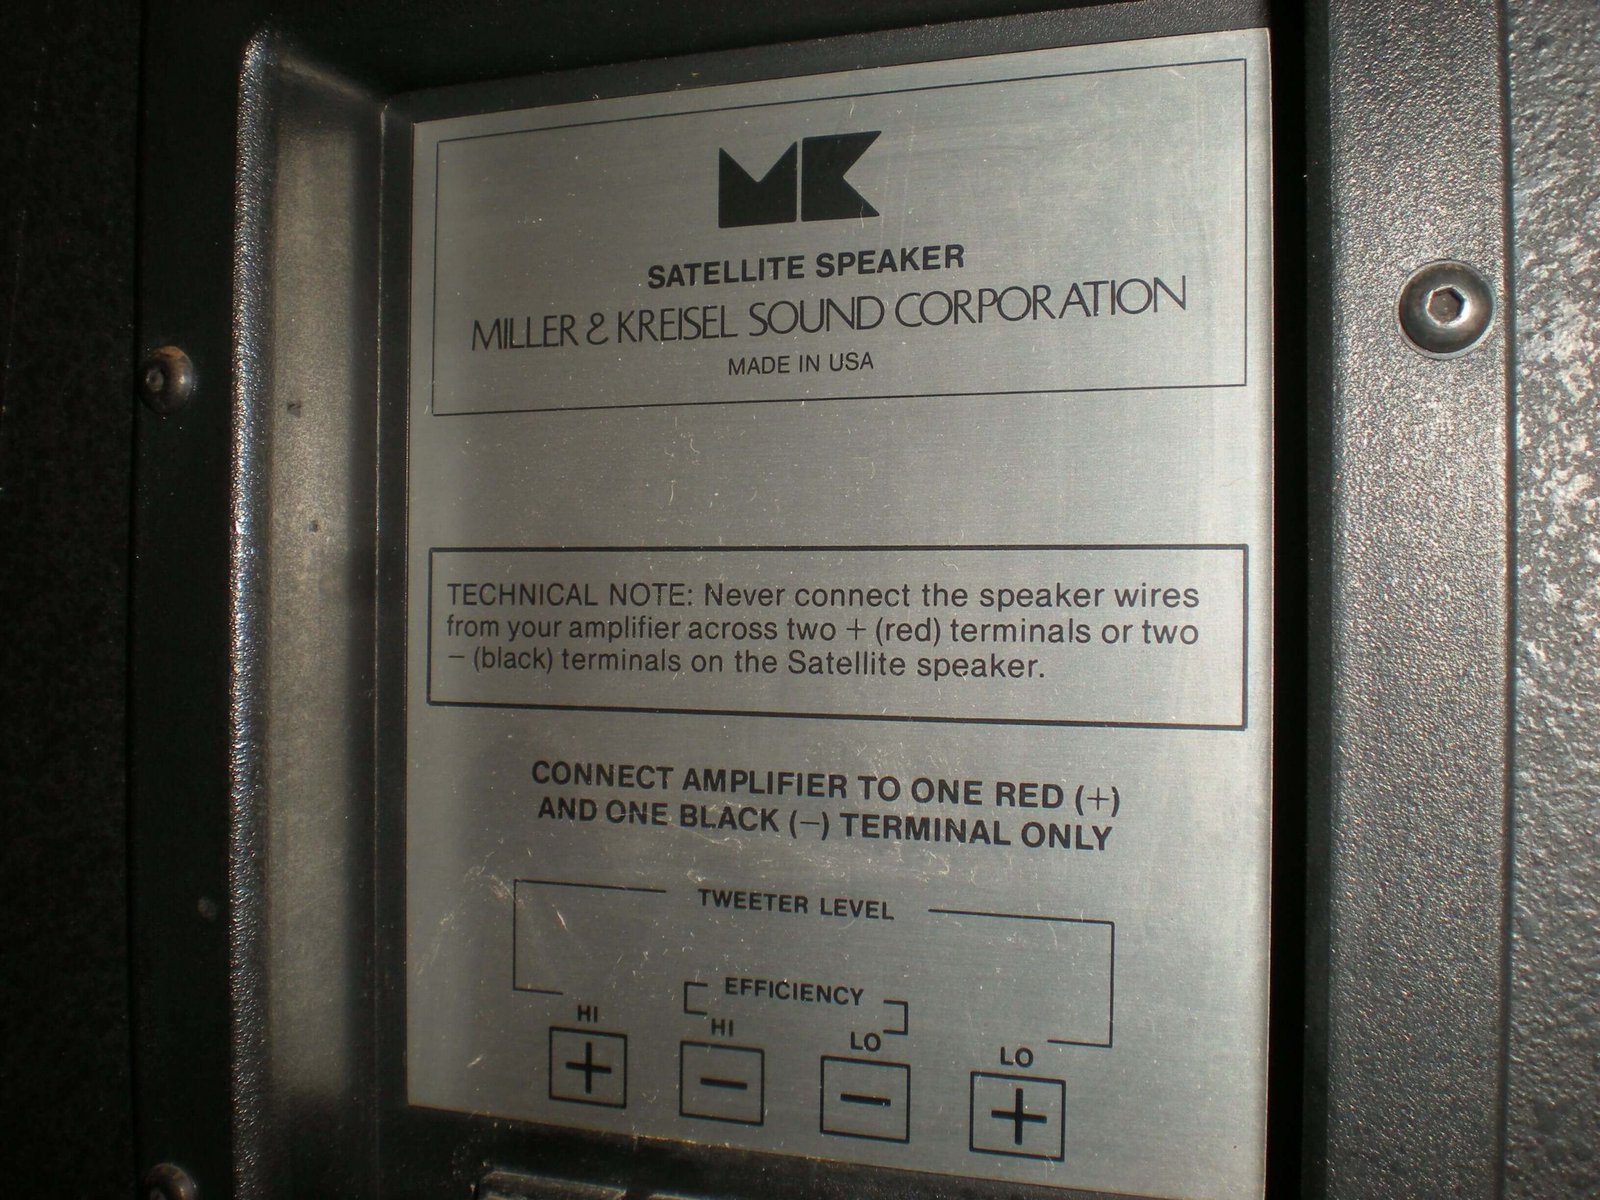 MK
SATELLITE SPEAKER
MILLER & KREISEL SOUND CORPORATION
MADE IN USA
TECHNICAL NOTE: Never connect the speaker wires
from your amplifier across two + (red) terminals or two
− (black) terminals on the Satellite speaker.
CONNECT AMPLIFIER TO ONE RED (+)
AND ONE BLACK (−) TERMINAL ONLY
TWEETER LEVEL
EFFICIENCY
HI HI LO LO
+ − − +